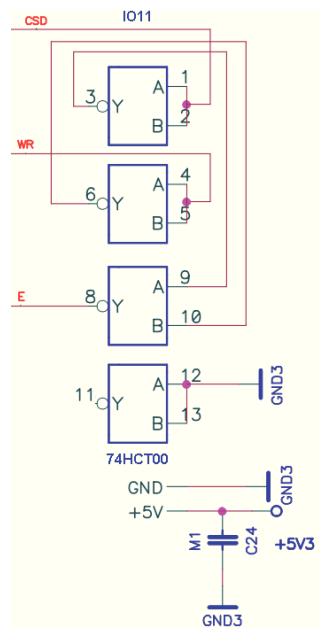 CSD
IO11
A 1
3 Y
B 2
WR
A 4
6 Y
B 5
A 9
E
8 Y
B 10
A 12
11 Y
B 13
GND3
74HCT00
GND
GND3
+5V
M1
C24
+5V3
GND3